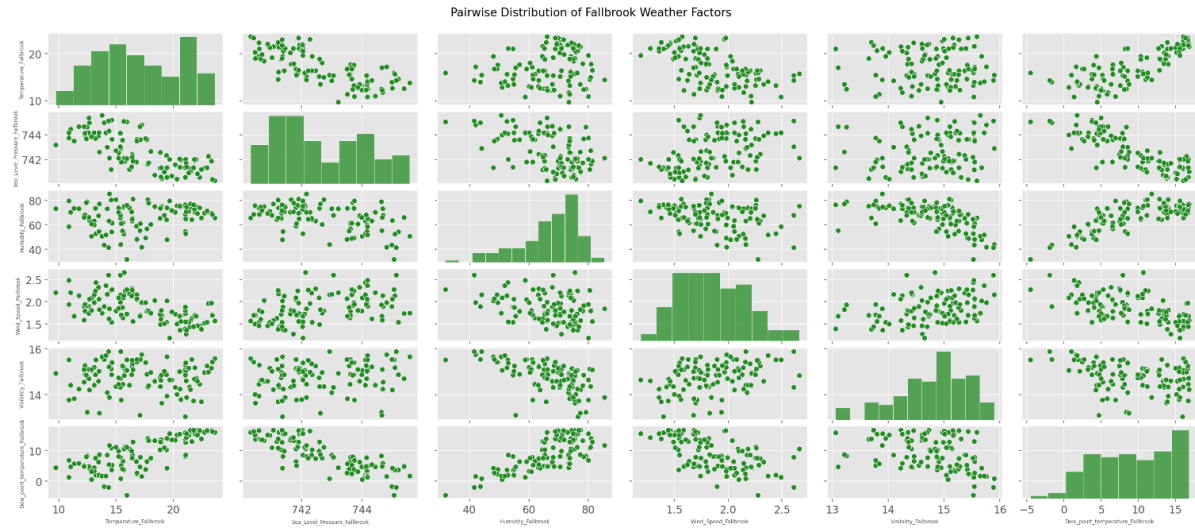 Pairwise Distribution of Fallbrook Weather Factors
Temperature_Fallbrook
20
10
Sea_Level_Pressure_Fallbrook
744
742
Humidity_Fallbrook
80
60
40
Wind_Speed_Fallbrook
2.5
2.0
1.5
Visibility_Fallbrook
16
14
Dew_point_temperature_Fallbrook
10
0
10 15 20
742 744
40 60 80
1.5 2.0 2.5
13 14 15 16
−5 0 5 10 15
Temperature_Fallbrook
Sea_Level_Pressure_Fallbrook
Humidity_Fallbrook
Wind_Speed_Fallbrook
Visibility_Fallbrook
Dew_point_temperature_Fallbrook